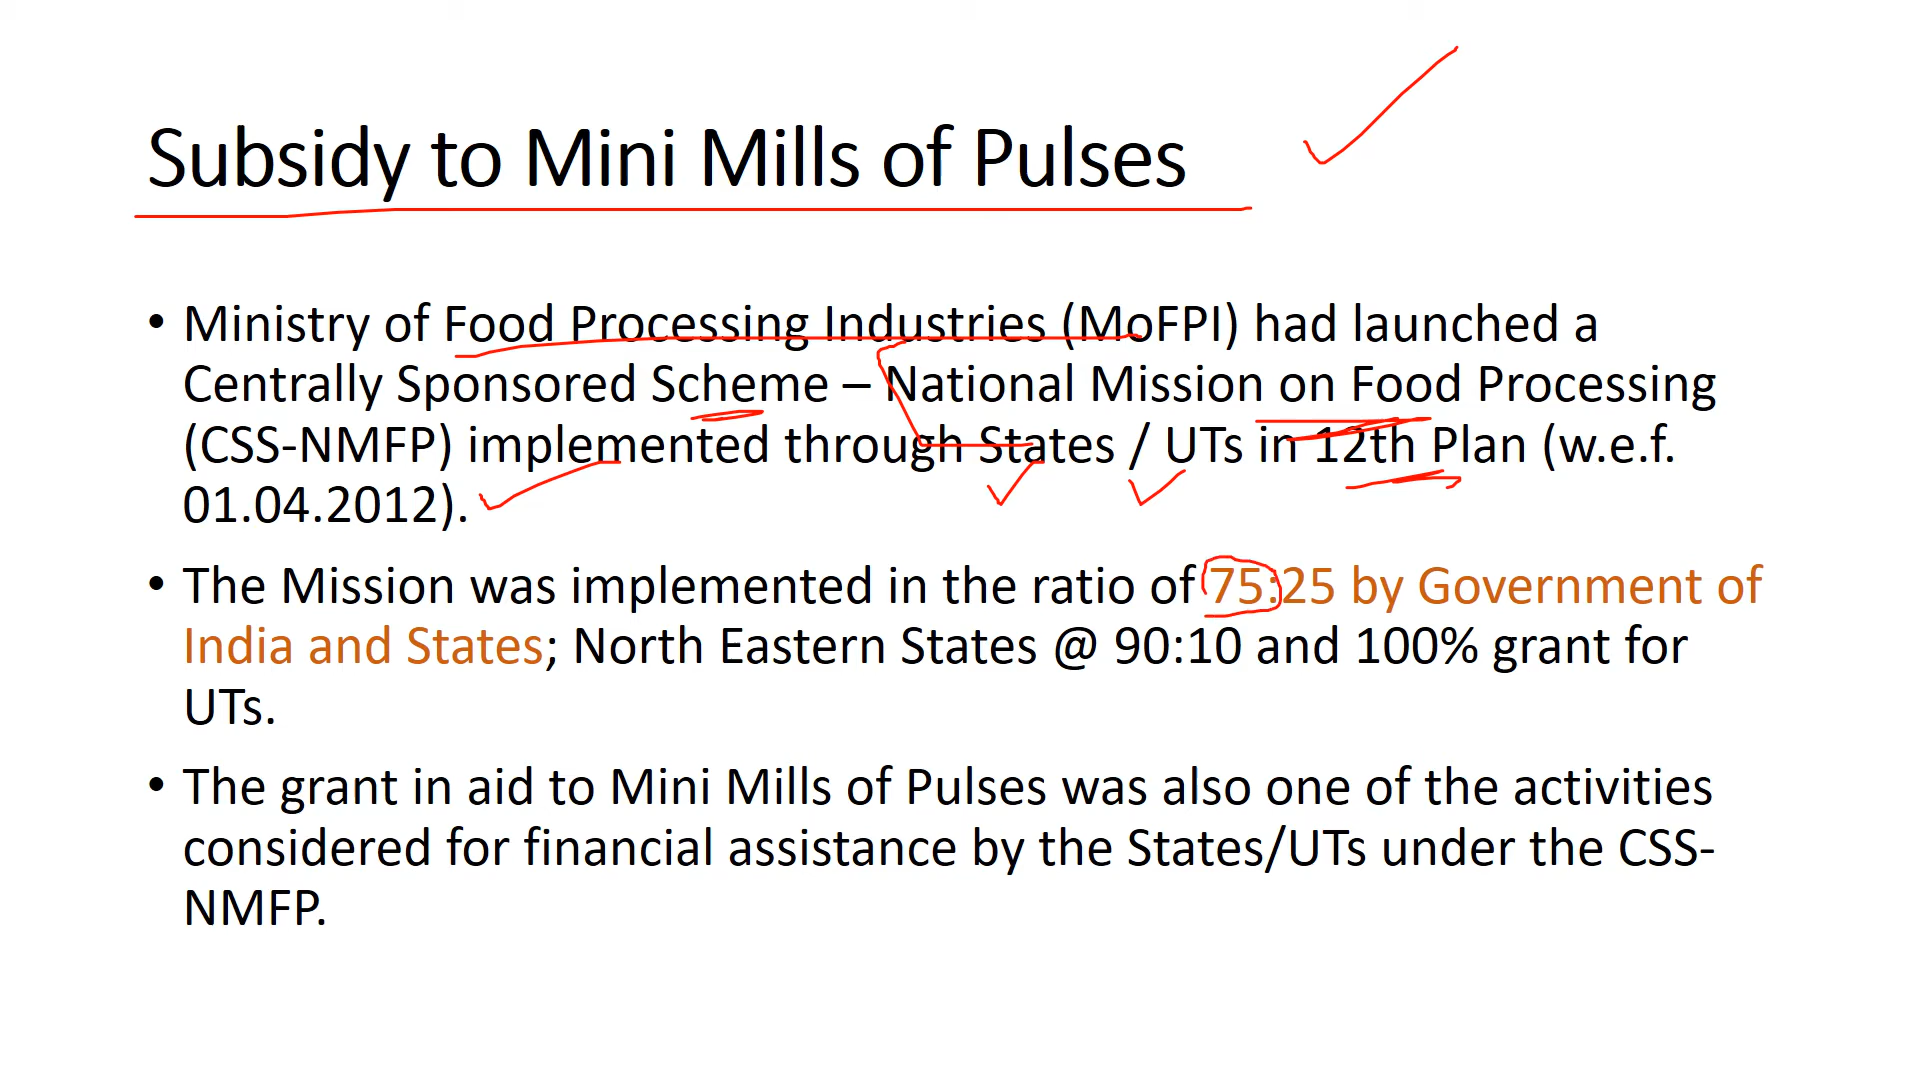 Subsidy to Mini Mills of Pulses
• Ministry of Food Processing Industries (MoFPI) had launched a
Centrally Sponsored Scheme – National Mission on Food Processing
(CSS-NMFP) implemented through States / UTs in 12th Plan (w.e.f.
01.04.2012).
• The Mission was implemented in the ratio of 75:25 by Government of
India and States; North Eastern States @ 90:10 and 100% grant for
UTs.
• The grant in aid to Mini Mills of Pulses was also one of the activities
considered for financial assistance by the States/UTs under the CSS-
NMFP.